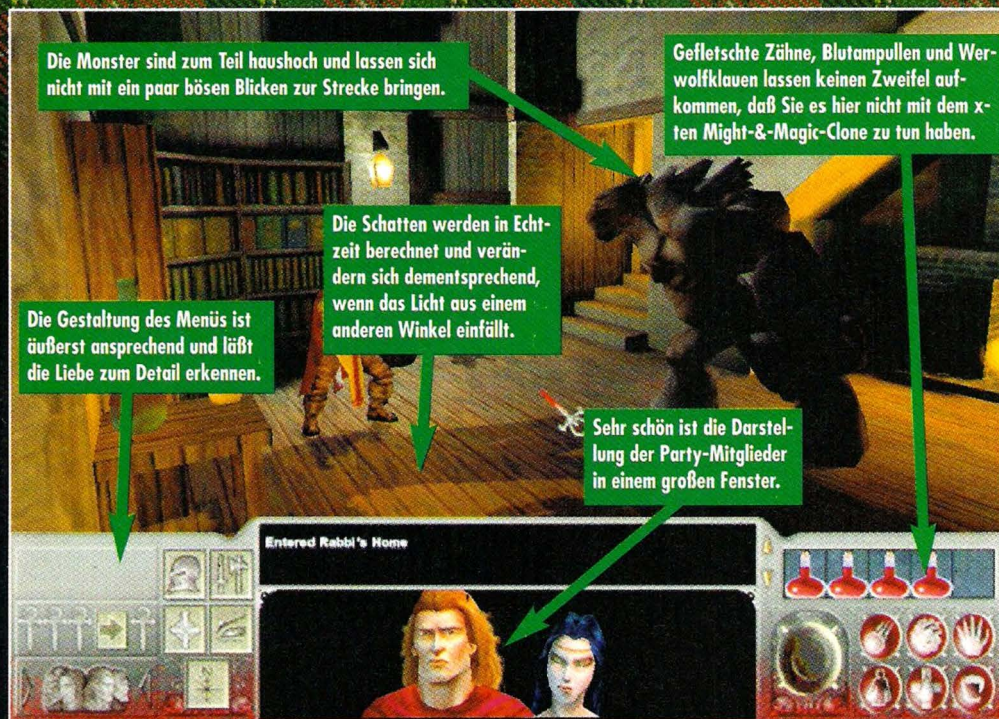 Die Monster sind zum Teil haushoch und lassen sich
nicht mit ein paar bösen Blicken zur Strecke bringen.
Gefletschte Zähne, Blutampullen und Wer-
wolfklauen lassen keinen Zweifel auf-
kommen, daß Sie es hier nicht mit dem x-
ten Might-&-Magic-Clone zu tun haben.
Die Schatten werden in Echt-
zeit berechnet und verän-
dern sich dementsprechend,
wenn das Licht aus einem
anderen Winkel einfällt.
Die Gestaltung des Menüs ist
äußerst ansprechend und läßt
die Liebe zum Detail erkennen.
Sehr schön ist die Darstel-
lung der Party-Mitglieder
in einem großen Fenster.
Entered Rabbi's Home